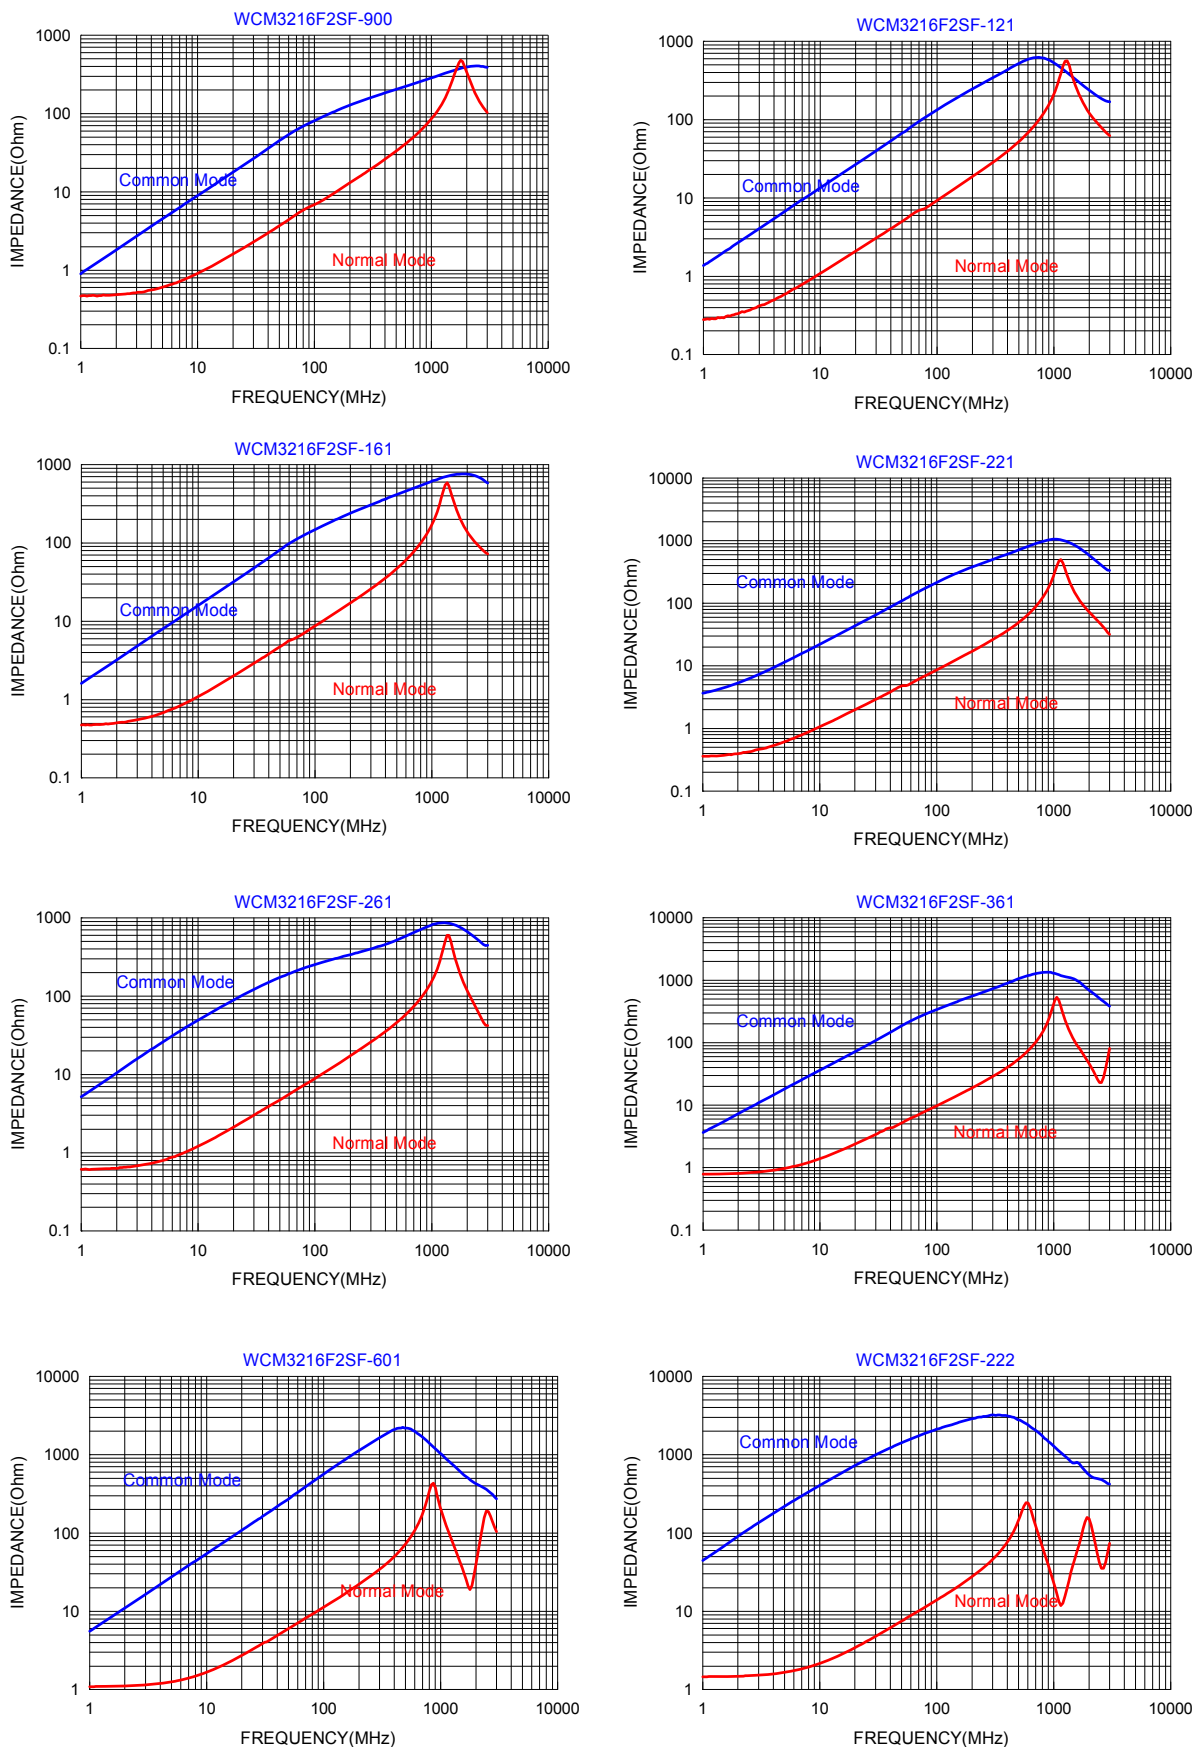 WCM3216F2SF-900
1000
100
10
1
0.1
IMPEDANCE(Ohm)
Common Mode
Normal Mode
1 10 100 1000 10000
FREQUENCY(MHz)
WCM3216F2SF-121
1000
100
10
1
0.1
IMPEDANCE(Ohm)
Common Mode
Normal Mode
1 10 100 1000 10000
FREQUENCY(MHz)
WCM3216F2SF-161
1000
100
10
1
0.1
IMPEDANCE(Ohm)
Common Mode
Normal Mode
1 10 100 1000 10000
FREQUENCY(MHz)
WCM3216F2SF-221
10000
1000
100
10
1
0.1
IMPEDANCE(Ohm)
Common Mode
Normal Mode
1 10 100 1000 10000
FREQUENCY(MHz)
WCM3216F2SF-261
1000
100
10
1
0.1
IMPEDANCE(Ohm)
Common Mode
Normal Mode
1 10 100 1000 10000
FREQUENCY(MHz)
WCM3216F2SF-361
10000
1000
100
10
1
0.1
IMPEDANCE(Ohm)
Common Mode
Normal Mode
1 10 100 1000 10000
FREQUENCY(MHz)
WCM3216F2SF-601
10000
1000
100
10
1
IMPEDANCE(Ohm)
Common Mode
Normal Mode
1 10 100 1000 10000
FREQUENCY(MHz)
WCM3216F2SF-222
10000
1000
100
10
1
IMPEDANCE(Ohm)
Common Mode
Normal Mode
1 10 100 1000 10000
FREQUENCY(MHz)